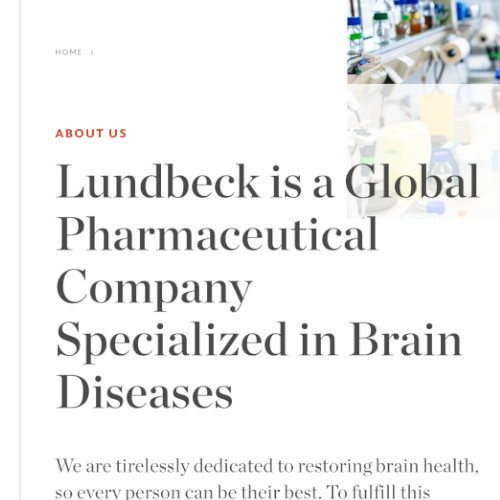 HOME
ABOUT US
Lundbeck is a Global
Pharmaceutical
Company
Specialized in Brain
Diseases
We are tirelessly dedicated to restoring brain health,
so every person can be their best. To fulfill this